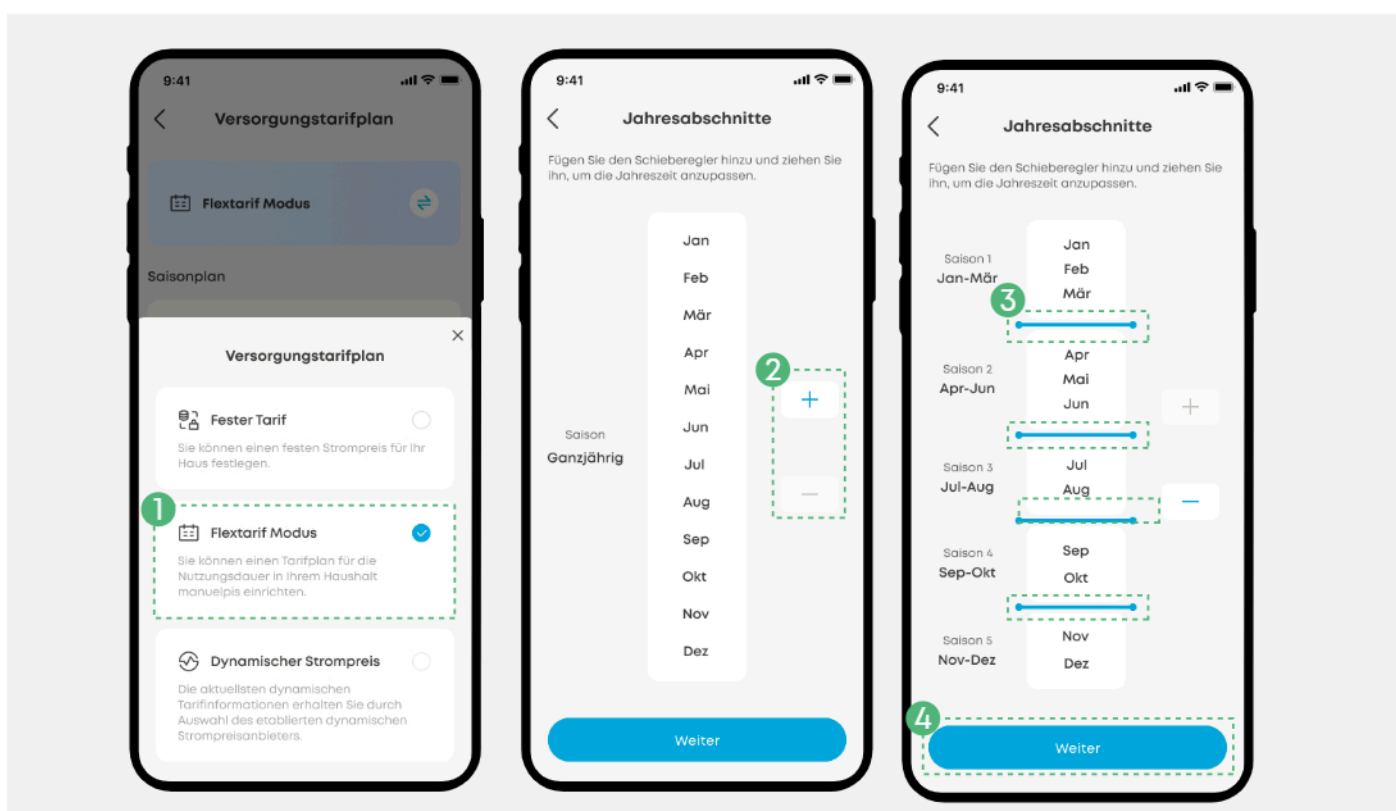 9:41
Versorgungstarifplan
Flextarif Modus
Saisonplan
Versorgungstarifplan
Fester Tarif
Sie können einen festen Strompreis für Ihr
Haus festlegen.
1
Flextarif Modus
Sie können einen Tarifplan für die
Nutzungsdauer in Ihrem Haushalt
manuelpis einrichten.
Dynamischer Strompreis
Die aktuellsten dynamischen
Tarifinformationen erhalten Sie durch
Auswahl des etablierten dynamischen
Strompreisanbieters.
9:41
Jahresabschnitte
Fügen Sie den Schieberegler hinzu und ziehen Sie
ihn, um die Jahreszeit anzupassen.
Jan
Feb
Mär
Apr
2
Mai
+
Jun
Saison
Ganzjährig
Jul
Aug
−
Sep
Okt
Nov
Dez
Weiter
9:41
Jahresabschnitte
Fügen Sie den Schieberegler hinzu und ziehen Sie
ihn, um die Jahreszeit anzupassen.
Saison 1
Jan-Mär
Jan
Feb
Mär
3
Saison 2
Apr-Jun
Apr
Mai
Jun
+
Saison 3
Jul-Aug
Jul
Aug
−
Saison 4
Sep-Okt
Sep
Okt
Saison 5
Nov-Dez
Nov
Dez
4
Weiter